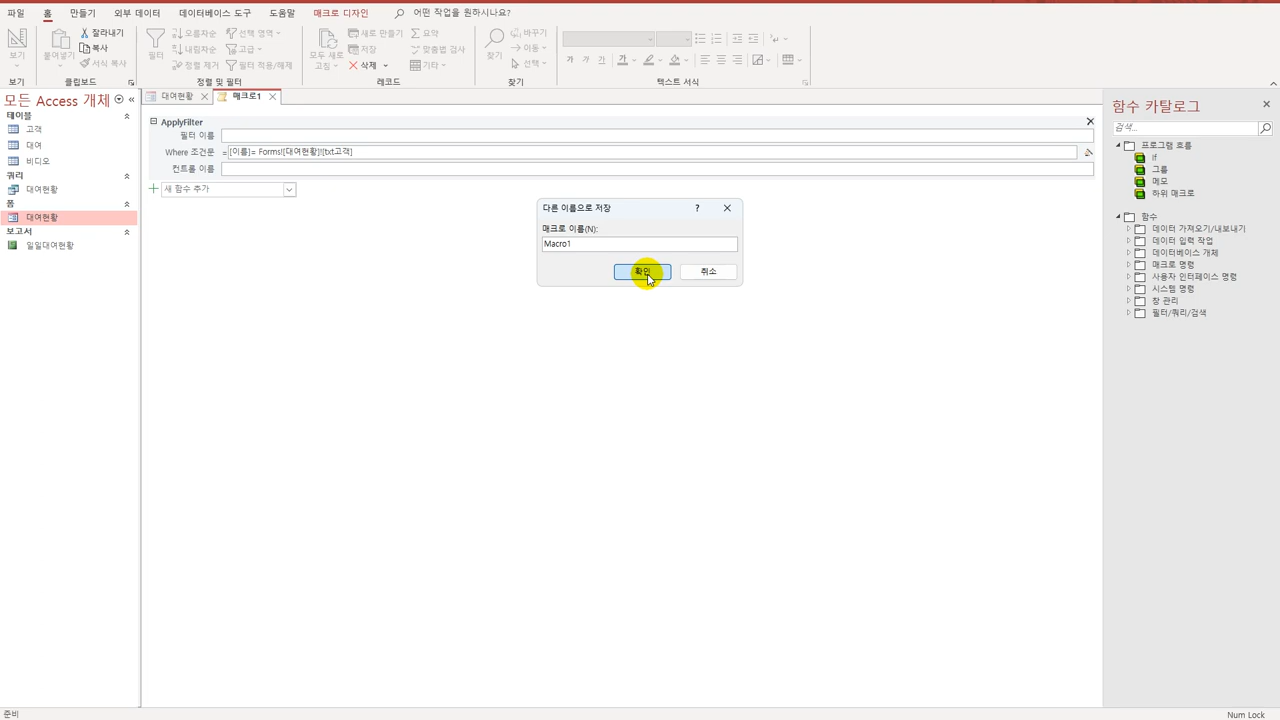 파일 홈 만들기 외부 데이터 데이터베이스 도구 도움말 매크로 디자인 어떤 작업을 원하시나요?
보기
보기
붙여넣기
잘라내기
복사
서식 복사
클립보드
필터
오름차순
내림차순
정렬 제거
선택 영역
고급
필터 적용/해제
정렬 및 필터
모두 새로 고침
새로 만들기
저장
삭제
요약
맞춤법 검사
기타
레코드
찾기
바꾸기
이동
선택
찾기
가 가 가 가
텍스트 서식
모든 Access 개체
테이블
고객
대여
비디오
쿼리
대여현황
폼
대여현황
보고서
일일대여현황
대여현황 매크로1
ApplyFilter
필터 이름
Where 조건문 = [이름]= Forms![대여현황]![txt고객]
컨트롤 이름
새 함수 추가
다른 이름으로 저장 ?
매크로 이름(N):
Macro1
확인 취소
함수 카탈로그
검색...
프로그램 흐름
If
그룹
메모
하위 매크로
함수
데이터 가져오기/내보내기
데이터 입력 작업
데이터베이스 개체
매크로 명령
사용자 인터페이스 명령
시스템 명령
창 관리
필터/쿼리/검색
준비 Num Lock